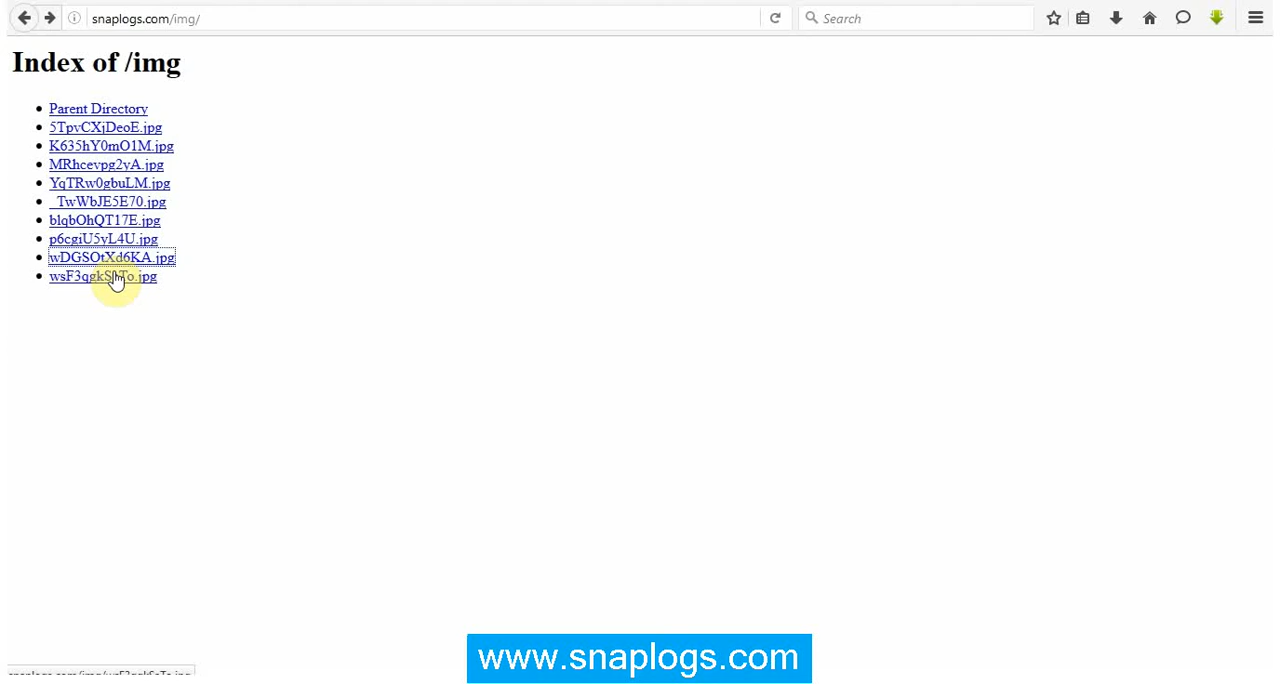 snaplogs.com/img/
Search
Index of /img
Parent Directory
5TpvCXjDeoE.jpg
K635hY0mO1M.jpg
MRhcevpg2yA.jpg
YqTRw0gbuLM.jpg
_TwWbJE5E70.jpg
blqbOhQT17E.jpg
p6cgiU5yL4U.jpg
wDGSOtXd6KA.jpg
www.snaplogs.com